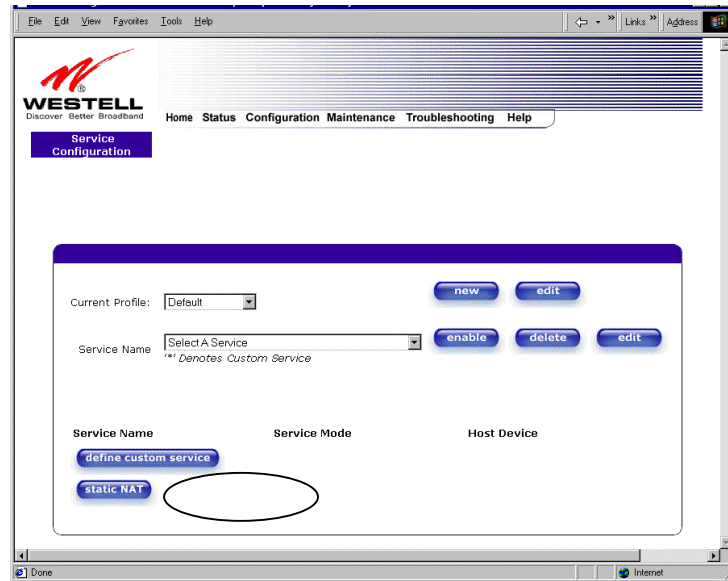 File Edit View Favorites Tools Help
Links » Address
WESTELL
®
Discover Better Broadband
Home Status Configuration Maintenance Troubleshooting Help
Service
Configuration
new edit
Current Profile: Default
enable delete edit
Service Name Select A Service
'*' Denotes Custom Service
Service Name Service Mode Host Device
define custom service
static NAT
Done Internet